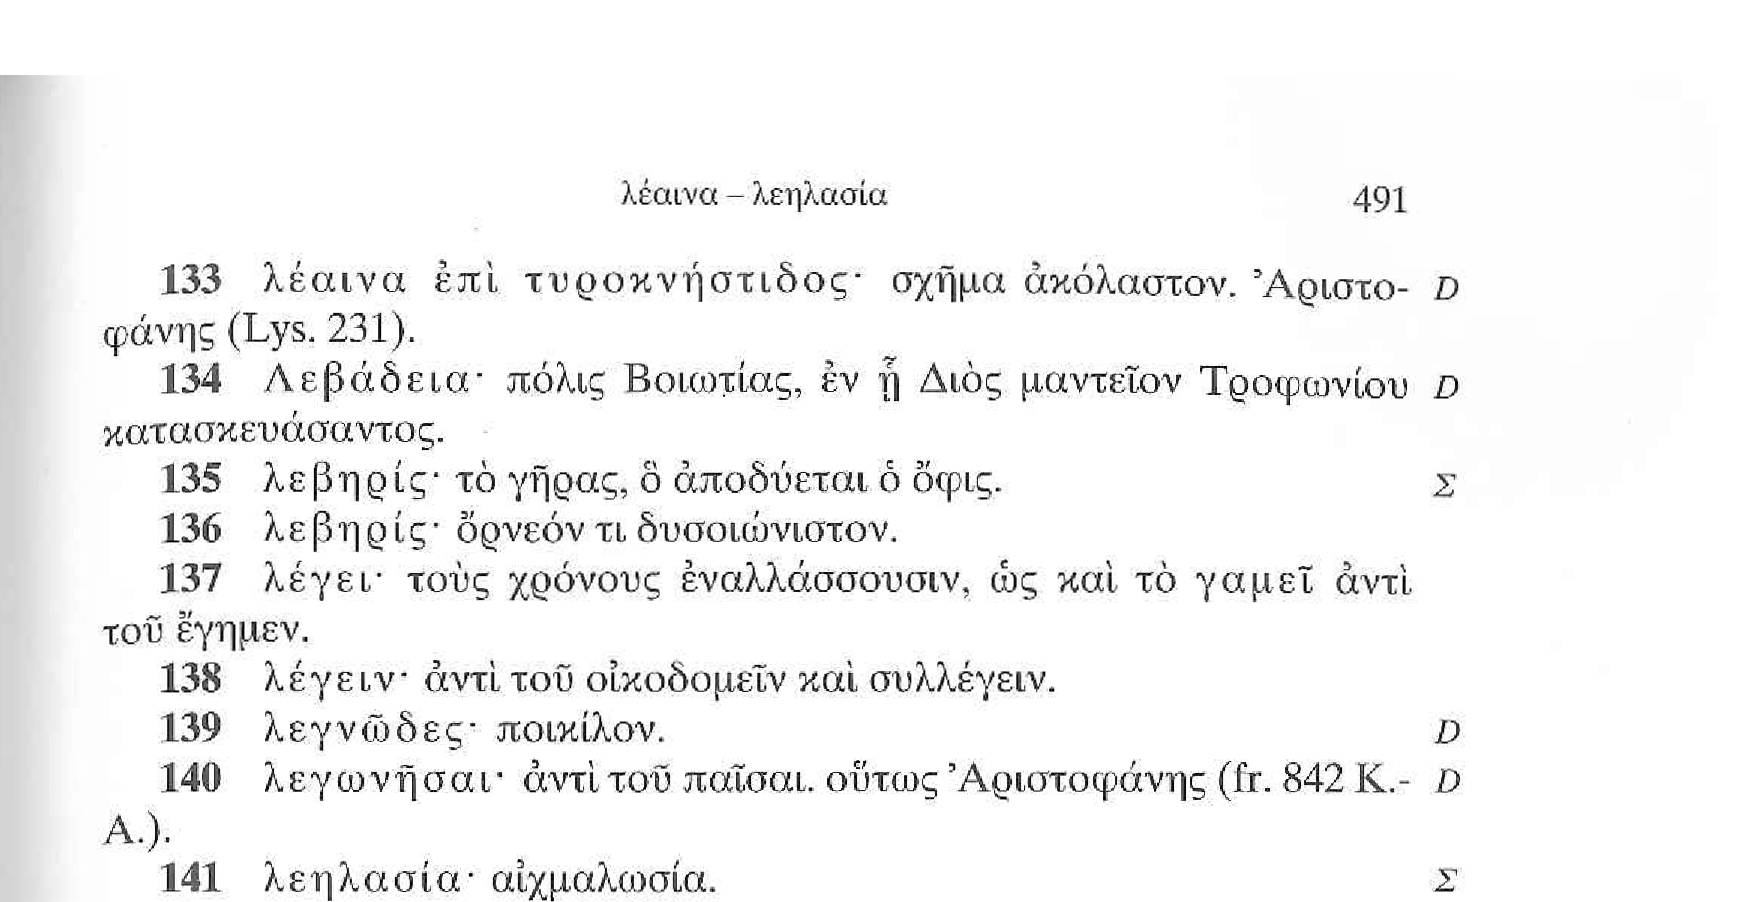 λέαινα – λεηλασία 491
133 λέαινα ἐπὶ τυροκνήστιδος· σχῆμα ἀκόλαστον. Ἀριστο- D
φάνης (Lys. 231).
134 Λεβάδεια· πόλις Βοιωτίας, ἐν ᾗ Διὸς μαντεῖον Τροφωνίου D
κατασκευάσαντος.
135 λεβηρίς· τὸ γῆρας, ὃ ἀποδύεται ὁ ὄφις. Σ
136 λεβηρίς· ὄρνεόν τι δυσοιώνιστον.
137 λέγει· τοὺς χρόνους ἐναλλάσσουσιν, ὡς καὶ τὸ γαμεῖ ἀντὶ
τοῦ ἔγημεν.
138 λέγειν· ἀντὶ τοῦ οἰκοδομεῖν καὶ συλλέγειν.
139 λεγνῶδες· ποικίλον. D
140 λεγωνῆσαι· ἀντὶ τοῦ παῖσαι. οὕτως Ἀριστοφάνης (fr. 842 K.- D
A.).
141 λεηλασία· αἰχμαλωσία. Σ